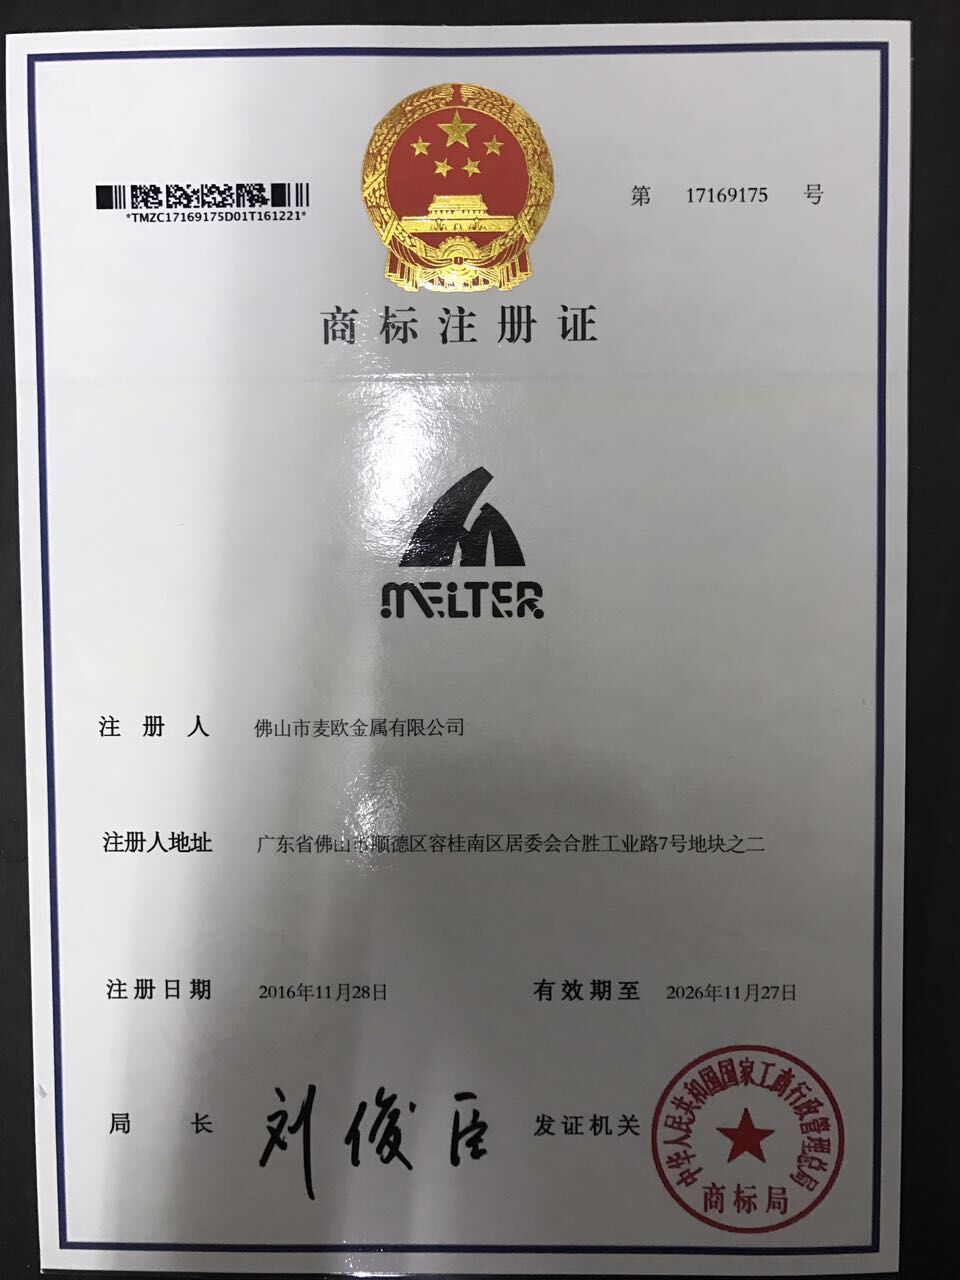 *TMZC17169175D01T161221*
第 17169175 号
商标注册证
MELTER
注册人 佛山市麦欧金属有限公司
注册人地址 广东省佛山市顺德区容桂南区居委会合胜工业路7号地块之二
注册日期 2016年11月28日 有效期至 2026年11月27日
局长 刘俊臣 发证机关
中华人民共和国国家工商行政管理总局
商标局